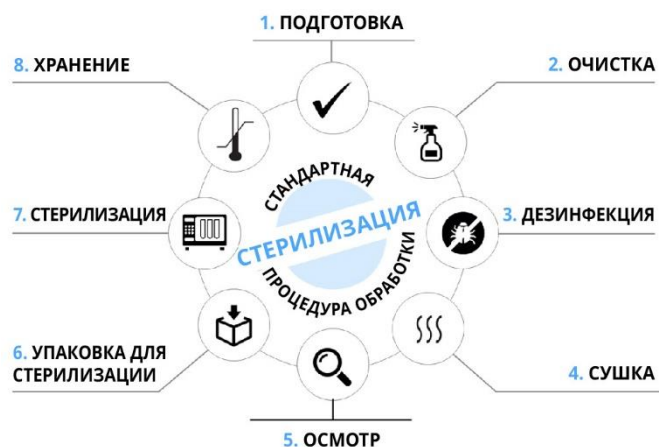 1. ПОДГОТОВКА
2. ОЧИСТКА
3. ДЕЗИНФЕКЦИЯ
4. СУШКА
5. ОСМОТР
6. УПАКОВКА ДЛЯ
СТЕРИЛИЗАЦИИ
7. СТЕРИЛИЗАЦИЯ
8. ХРАНЕНИЕ
СТАНДАРТНАЯ
СТЕРИЛИЗАЦИЯ
ПРОЦЕДУРА ОБРАБОТКИ